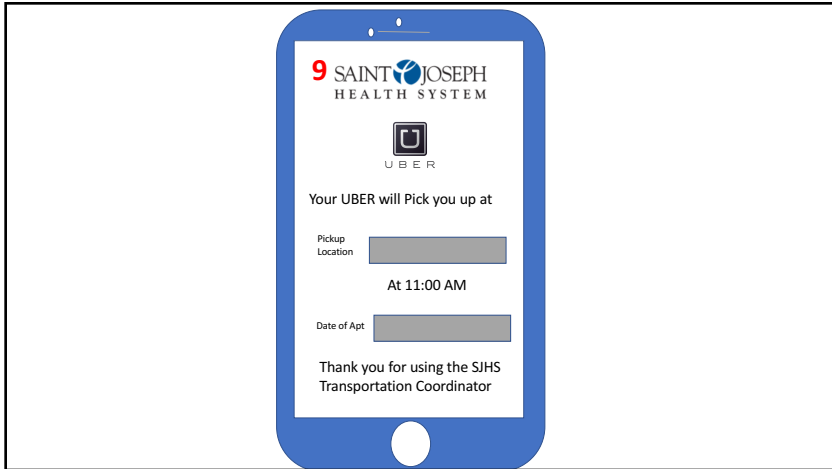 9 SAINT JOSEPH
HEALTH SYSTEM
U
UBER
Your UBER will Pick you up at
Pickup
Location
At 11:00 AM
Date of Apt
Thank you for using the SJHS
Transportation Coordinator